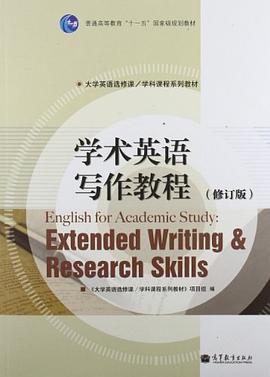 普通高等教育“十一五”国家级规划教材
大学英语选修课/学科课程系列教材
学术英语
写作教程(修订版)
English for Academic Study:
Extended Writing &
Research Skills
《大学英语选修课/学科课程系列教材》项目组 编
高等教育出版社